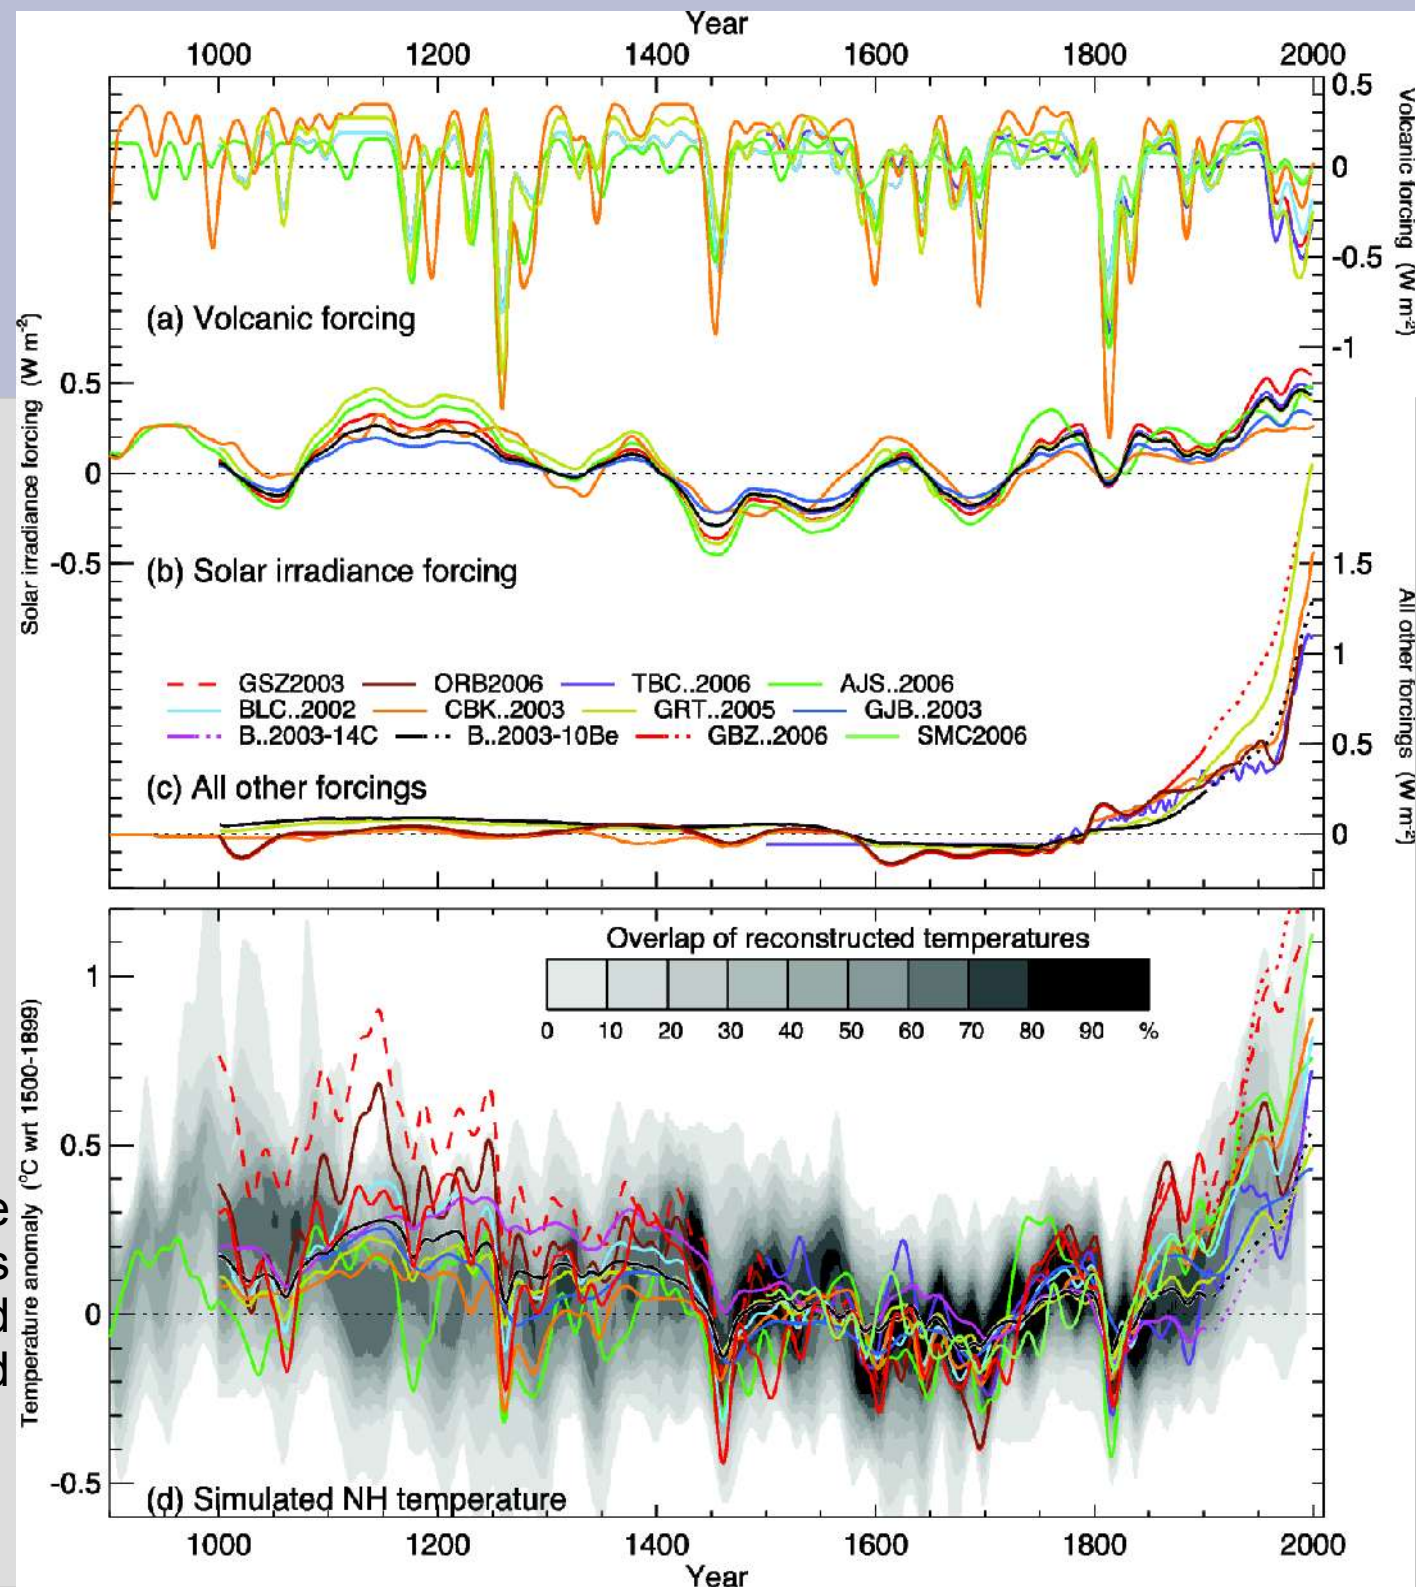 Year
1000 1200 1400 1600 1800 2000
0.5
0
-0.5
-1
Volcanic forcing (W m-2)
(a) Volcanic forcing
0.5
0
-0.5
Solar irradiance forcing (W m-2)
(b) Solar irradiance forcing
1.5
1
0.5
0
All other forcings (W m-2)
GSZ2003 ORB2006 TBC..2006 AJS..2006
BLC..2002 CBK..2003 GRT..2005 GJB..2003
B..2003-14C B..2003-10Be GBZ..2006 SMC2006
(c) All other forcings
Overlap of reconstructed temperatures
0 10 20 30 40 50 60 70 80 90 %
1
0.5
0
-0.5
Temperature anomaly (°C wrt 1500-1899)
(d) Simulated NH temperature
1000 1200 1400 1600 1800 2000
Year
e
s
d
d